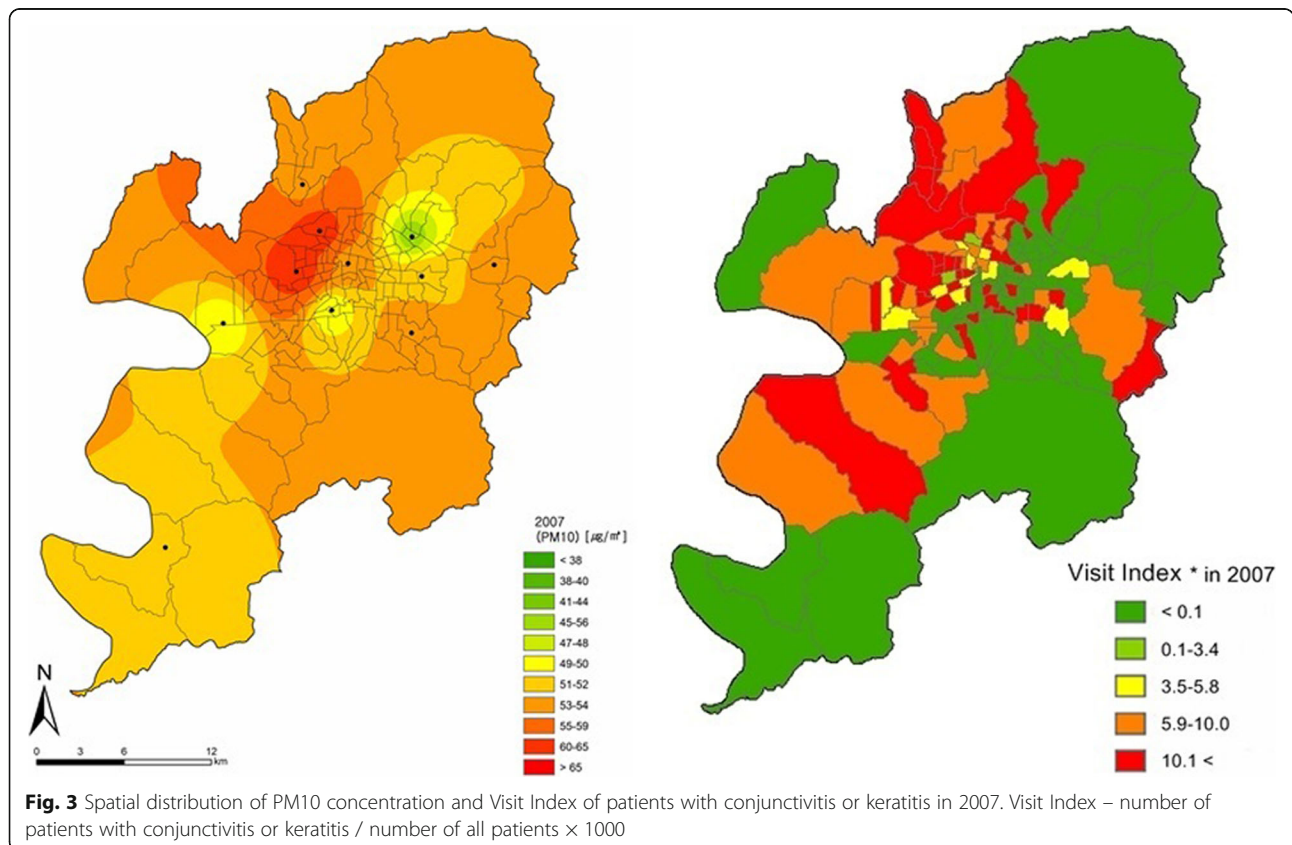 2007
(PM10) [㎍/㎥]
< 38
38-40
41-44
45-56
47-48
49-50
51-52
53-54
55-59
60-65
> 65
N
0 3 6 12
km
Visit Index * in 2007
< 0.1
0.1-3.4
3.5-5.8
5.9-10.0
10.1 <
Fig. 3 Spatial distribution of PM10 concentration and Visit Index of patients with conjunctivitis or keratitis in 2007. Visit Index – number of
patients with conjunctivitis or keratitis / number of all patients × 1000